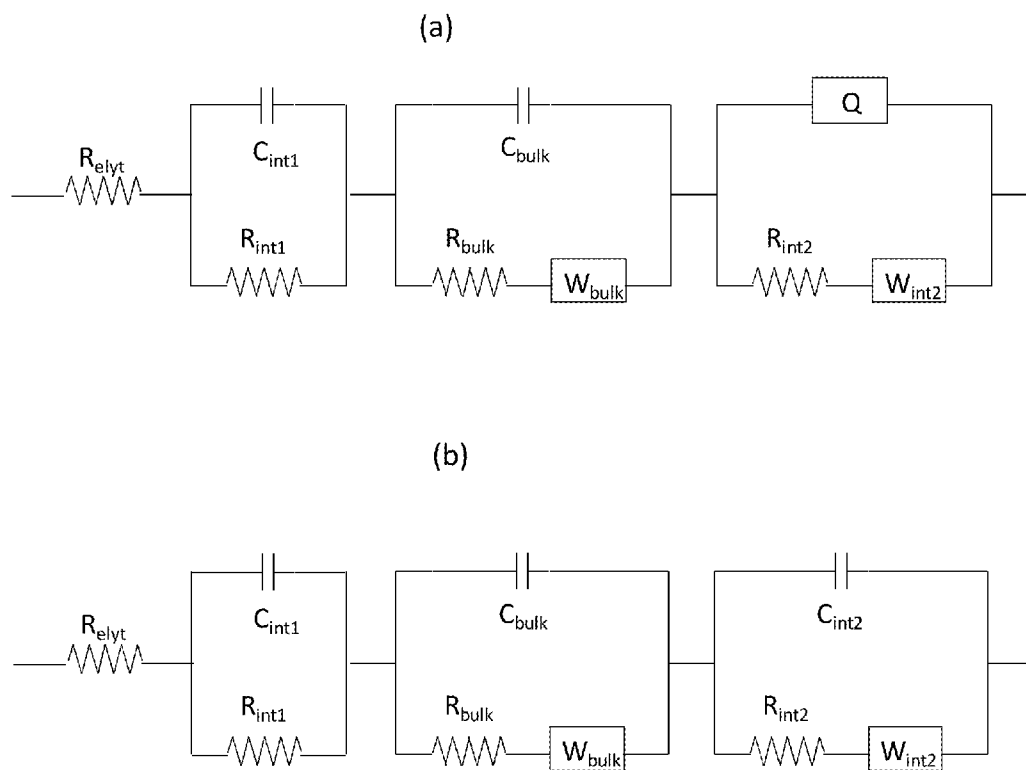 (a)
Q
C_int1
C_bulk
R_elyt
R_int1
R_bulk
R_int2
W_bulk
W_int2
(b)
C_int1
C_bulk
C_int2
R_elyt
R_int1
R_bulk
R_int2
W_bulk
W_int2